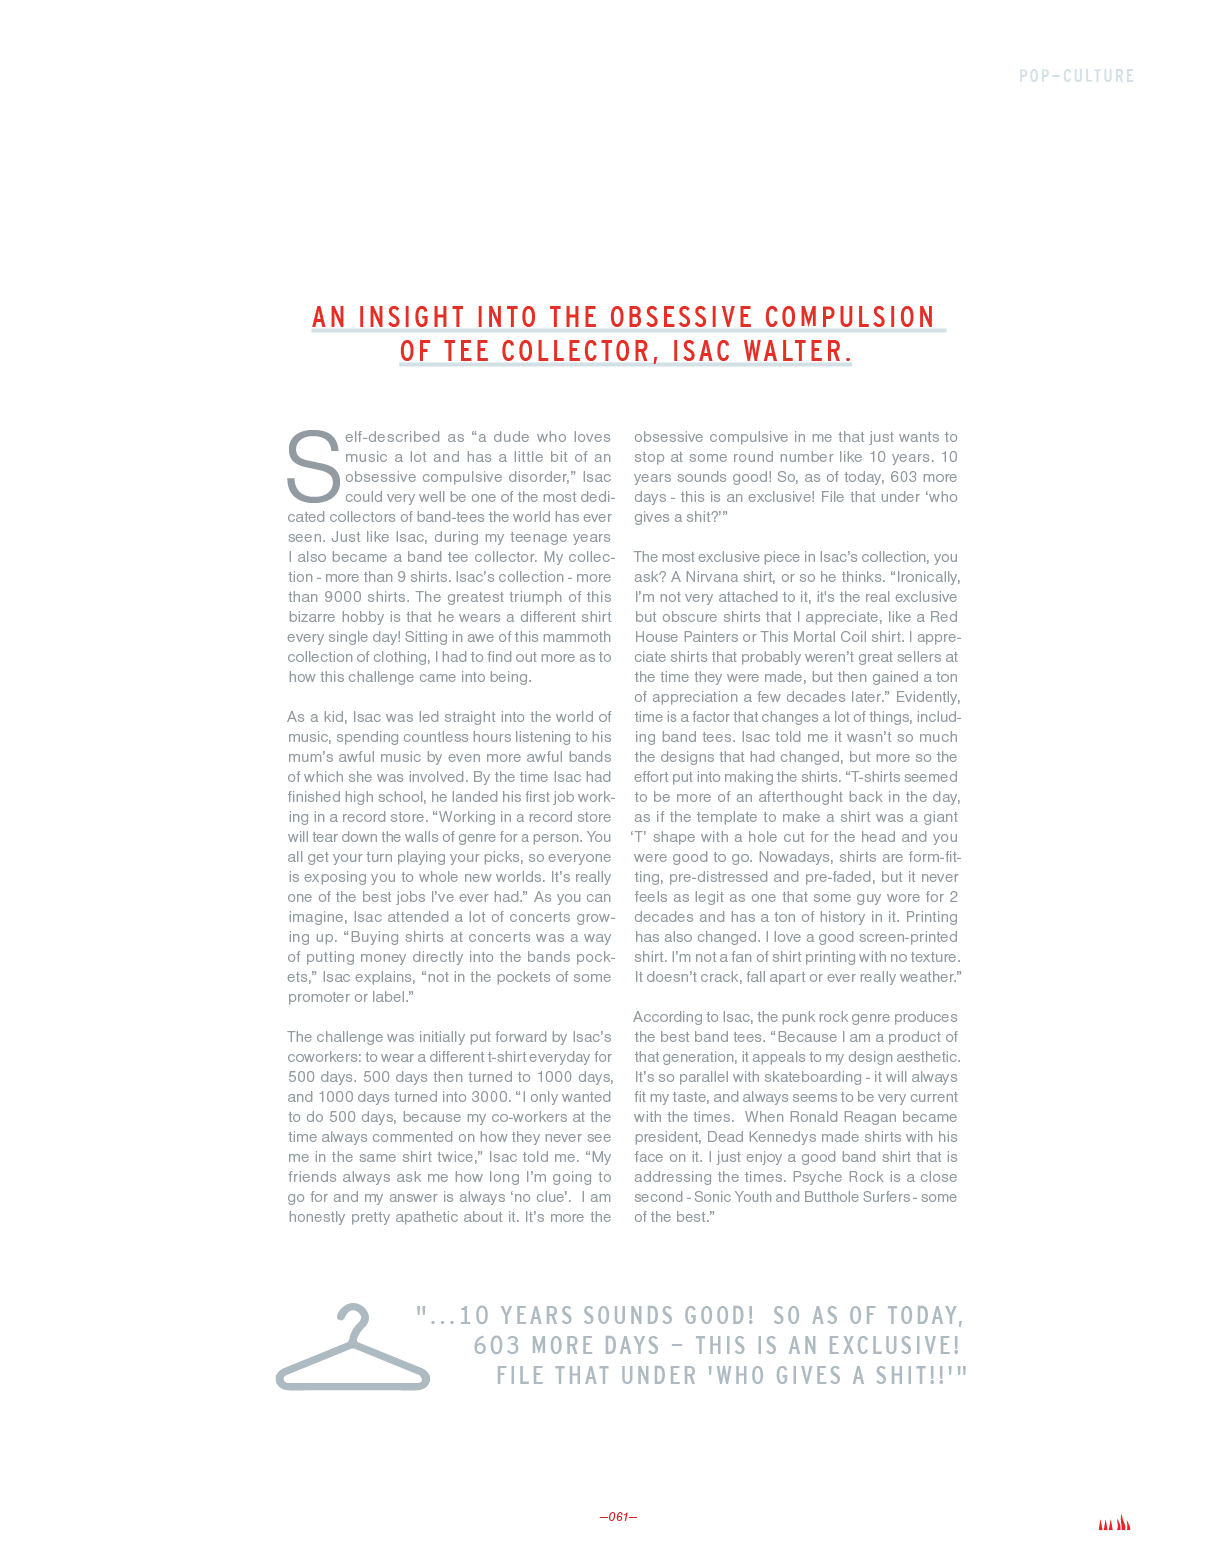 POP–CULTURE
AN INSIGHT INTO THE OBSESSIVE COMPULSION
OF TEE COLLECTOR, ISAC WALTER.
Self-described as “a dude who loves
music a lot and has a little bit of an
obsessive compulsive disorder,” Isac
could very well be one of the most dedi-
cated collectors of band-tees the world has ever
seen. Just like Isac, during my teenage years
I also became a band tee collector. My collec-
tion - more than 9 shirts. Isac’s collection - more
than 9000 shirts. The greatest triumph of this
bizarre hobby is that he wears a different shirt
every single day! Sitting in awe of this mammoth
collection of clothing, I had to find out more as to
how this challenge came into being.
As a kid, Isac was led straight into the world of
music, spending countless hours listening to his
mum’s awful music by even more awful bands
of which she was involved. By the time Isac had
finished high school, he landed his first job work-
ing in a record store. “Working in a record store
will tear down the walls of genre for a person. You
all get your turn playing your picks, so everyone
is exposing you to whole new worlds. It’s really
one of the best jobs I’ve ever had.” As you can
imagine, Isac attended a lot of concerts grow-
ing up. “Buying shirts at concerts was a way
of putting money directly into the bands pock-
ets,” Isac explains, “not in the pockets of some
promoter or label.”
The challenge was initially put forward by Isac’s
coworkers: to wear a different t-shirt everyday for
500 days. 500 days then turned to 1000 days,
and 1000 days turned into 3000. “I only wanted
to do 500 days, because my co-workers at the
time always commented on how they never see
me in the same shirt twice,” Isac told me. “My
friends always ask me how long I’m going to
go for and my answer is always ‘no clue’.  I am
honestly pretty apathetic about it. It’s more the
obsessive compulsive in me that just wants to
stop at some round number like 10 years. 10
years sounds good! So, as of today, 603 more
days - this is an exclusive! File that under ‘who
gives a shit?’”
The most exclusive piece in Isac’s collection, you
ask? A Nirvana shirt, or so he thinks. “Ironically,
I’m not very attached to it, it's the real exclusive
but obscure shirts that I appreciate, like a Red
House Painters or This Mortal Coil shirt. I appre-
ciate shirts that probably weren’t great sellers at
the time they were made, but then gained a ton
of appreciation a few decades later.” Evidently,
time is a factor that changes a lot of things, includ-
ing band tees. Isac told me it wasn’t so much
the designs that had changed, but more so the
effort put into making the shirts. “T-shirts seemed
to be more of an afterthought back in the day,
as if the template to make a shirt was a giant
‘T’ shape with a hole cut for the head and you
were good to go. Nowadays, shirts are form-fit-
ting, pre-distressed and pre-faded, but it never
feels as legit as one that some guy wore for 2
decades and has a ton of history in it. Printing
has also changed. I love a good screen-printed
shirt. I’m not a fan of shirt printing with no texture.
It doesn’t crack, fall apart or ever really weather.”
According to Isac, the punk rock genre produces
the best band tees. “Because I am a product of
that generation, it appeals to my design aesthetic.
It’s so parallel with skateboarding - it will always
fit my taste, and always seems to be very current
with the times.  When Ronald Reagan became
president, Dead Kennedys made shirts with his
face on it. I just enjoy a good band shirt that is
addressing the times. Psyche Rock is a close
second - Sonic Youth and Butthole Surfers - some
of the best.”
"...10 YEARS SOUNDS GOOD!  SO AS OF TODAY,
603 MORE DAYS – THIS IS AN EXCLUSIVE!
FILE THAT UNDER 'WHO GIVES A SHIT!!'"
–061–